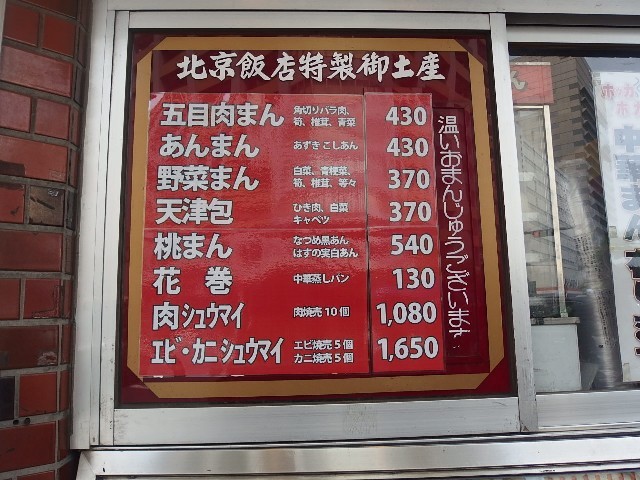 北京飯店特製御土産
五目肉まん 角切りバラ肉、筍、椎茸、青菜 430
あんまん あずき こしあん 430
野菜まん 白菜、青梗菜、筍、椎茸、等々 370
天津包 ひき肉、白菜 キャベツ 370
桃まん なつめ黒あん はすの実白あん 540
花巻 中華蒸しパン 130
肉シュウマイ 肉焼売10個 1,080
エビ・カニシュウマイ エビ焼売5個 カニ焼売5個 1,650
温いおまんじゅうございます